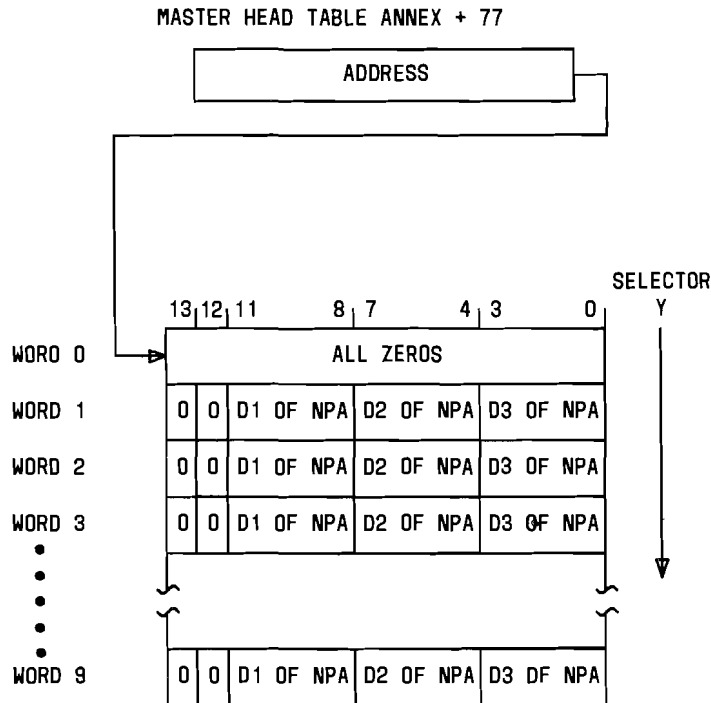 MASTER HEAD TABLE ANNEX + 77
ADDRESS
SELECTOR
13 12 11 8 7 4 3 0 Y
WORD 0 ALL ZEROS
WORD 1 0 0 D1 OF NPA D2 OF NPA D3 OF NPA
WORD 2 0 0 D1 OF NPA D2 OF NPA D3 OF NPA
WORD 3 0 0 D1 OF NPA D2 OF NPA D3 OF NPA
WORD 9 0 0 D1 OF NPA D2 OF NPA D3 OF NPA